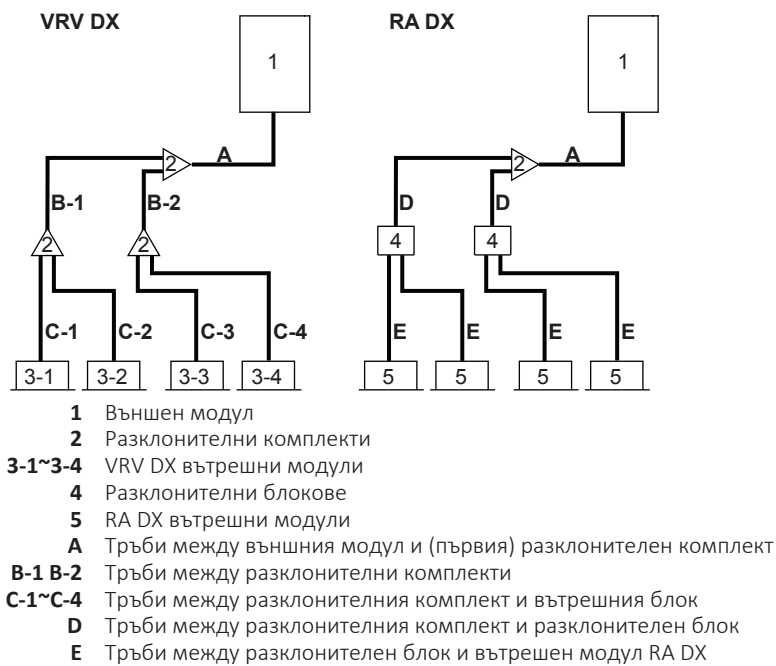 VRV DX RA DX
1 1
2 A 2 A
B-1 B-2 D D
2 2 4 4
C-1 C-2 C-3 C-4 E E E E
3-1 3-2 3-3 3-4 5 5 5 5
1 Външен модул
2 Разклонителни комплекти
3-1~3-4 VRV DX вътрешни модули
4 Разклонителни блокове
5 RA DX вътрешни модули
A Тръби между външния модул и (първия) разклонителен комплект
B-1 B-2 Тръби между разклонителни комплекти
C-1~C-4 Тръби между разклонителния комплект и вътрешния блок
D Тръби между разклонителния комплект и разклонителен блок
E Тръби между разклонителен блок и вътрешен модул RA DX